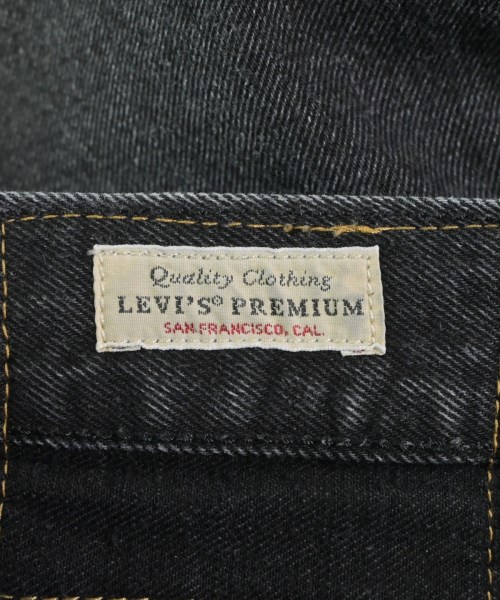 Quality Clothing
LEVI'S® PREMIUM
SAN FRANCISCO, CAL.